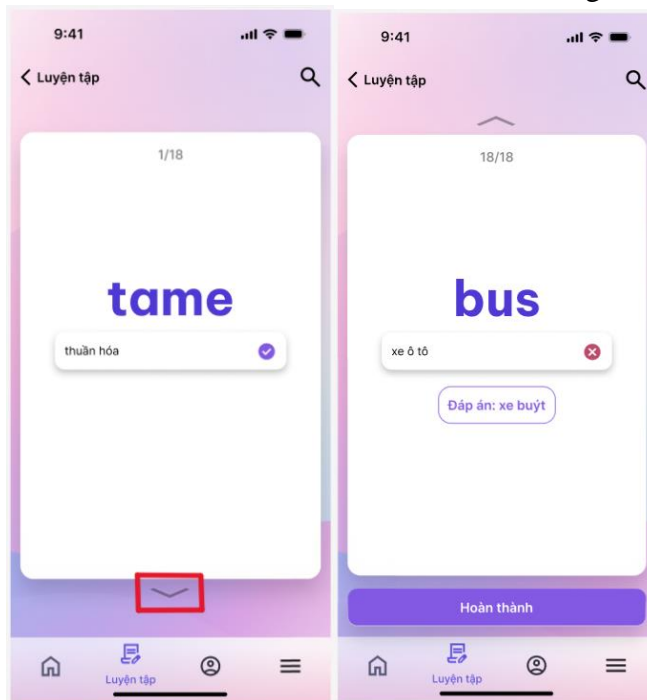 9:41
Luyện tập
1/18
tame
thuần hóa
Luyện tập
9:41
Luyện tập
18/18
bus
xe ô tô
Đáp án: xe buýt
Hoàn thành
Luyện tập